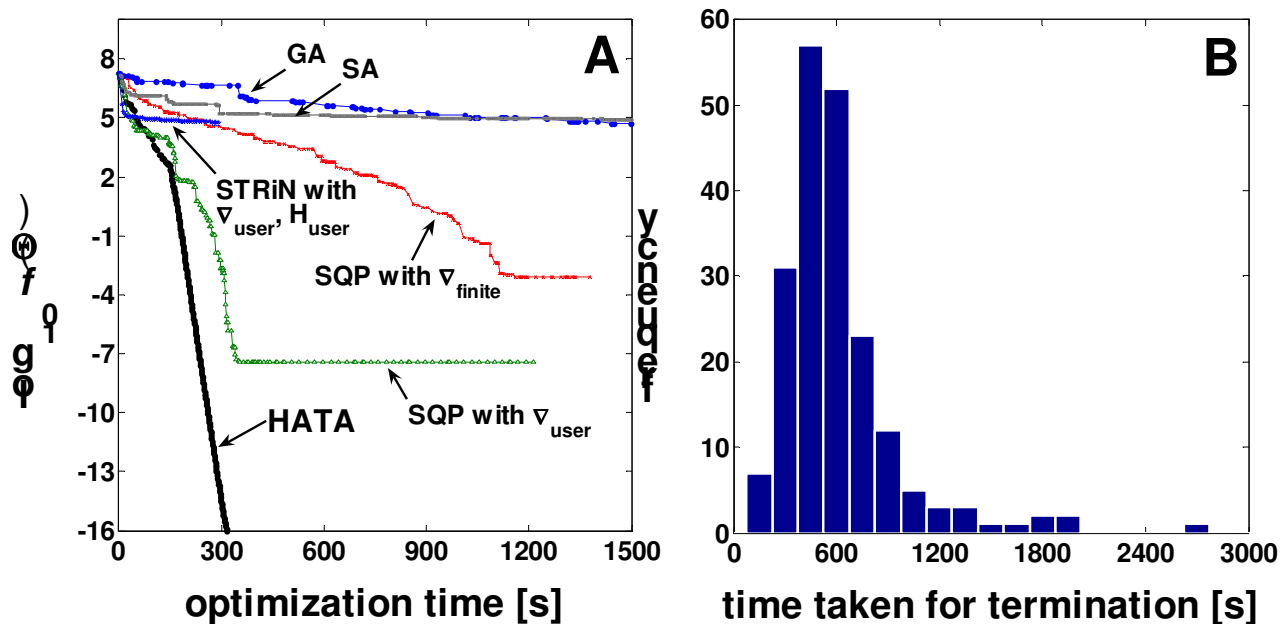 A
GA
SA
STRiN with
∇user, Huser
SQP with ∇finite
SQP with ∇user
HATA
log10 f(Θ)
8
5
2
-1
-4
-7
-10
-13
-16
0
300
600
900
1200
1500
optimization time [s]
B
frequency
60
50
40
30
20
10
0
0
600
1200
1800
2400
3000
time taken for termination [s]